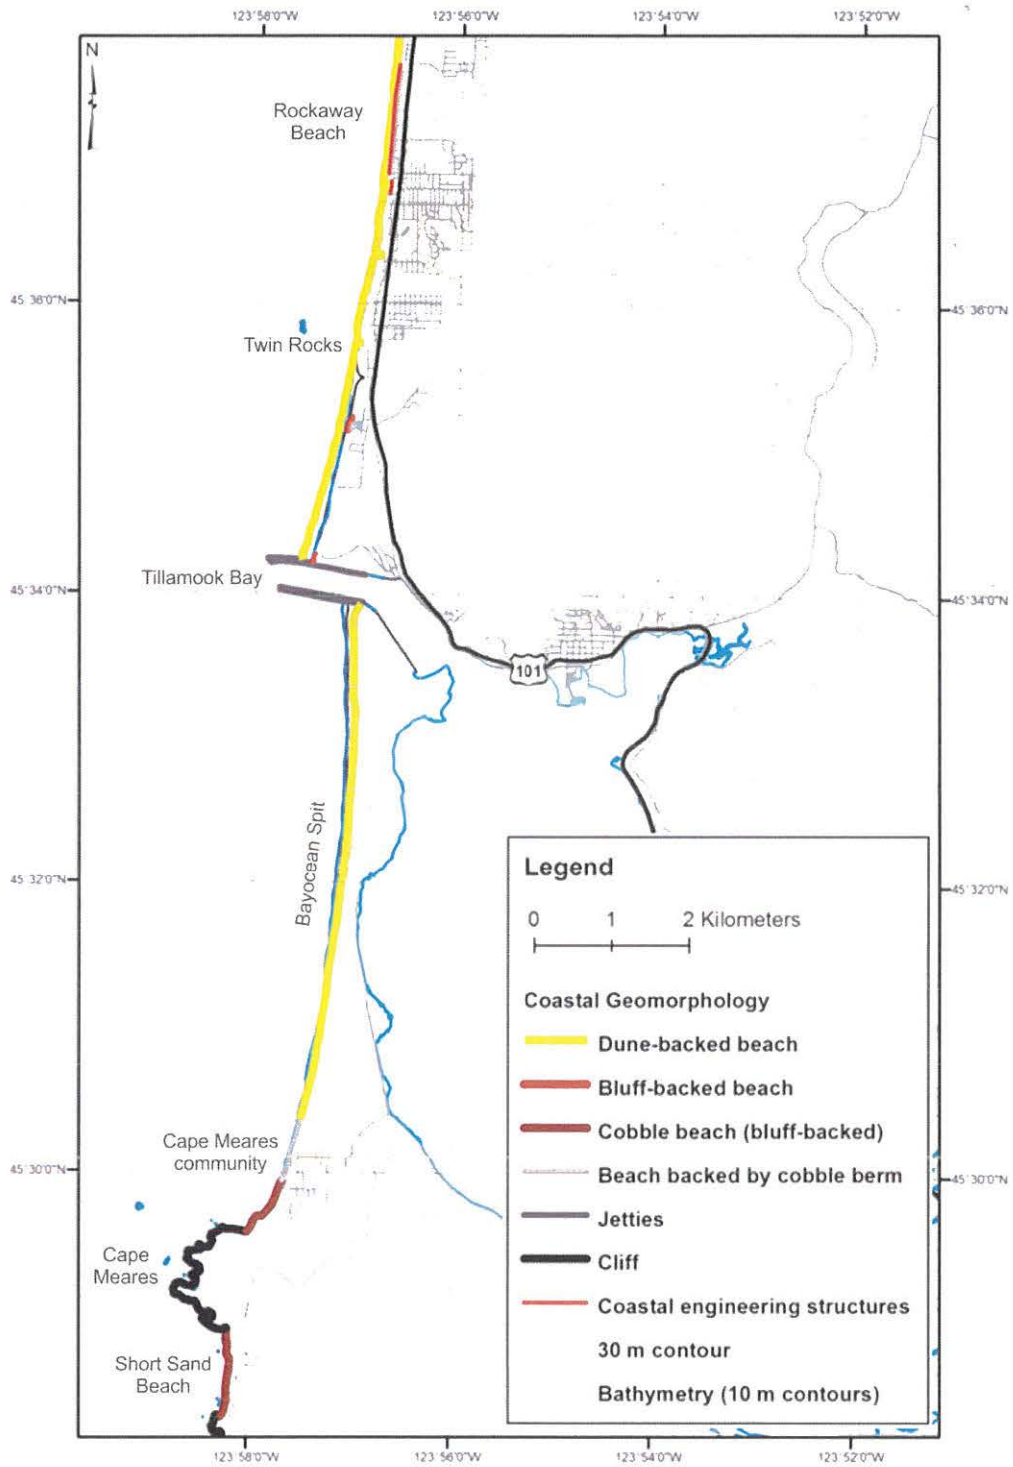 123°58'0"W
123°56'0"W
123°54'0"W
123°52'0"W
N
Rockaway
Beach
45°36'0"N
45°36'0"N
Twin Rocks
Tillamook Bay
45°34'0"N
45°34'0"N
101
Bayocean Spit
45°32'0"N
45°32'0"N
Legend
0 1 2 Kilometers
Coastal Geomorphology
Dune-backed beach
Bluff-backed beach
Cobble beach (bluff-backed)
Beach backed by cobble berm
Jetties
Cliff
Coastal engineering structures
30 m contour
Bathymetry (10 m contours)
Cape Meares
community
45°30'0"N
45°30'0"N
Cape
Meares
Short Sand
Beach
123°58'0"W
123°56'0"W
123°54'0"W
123°52'0"W